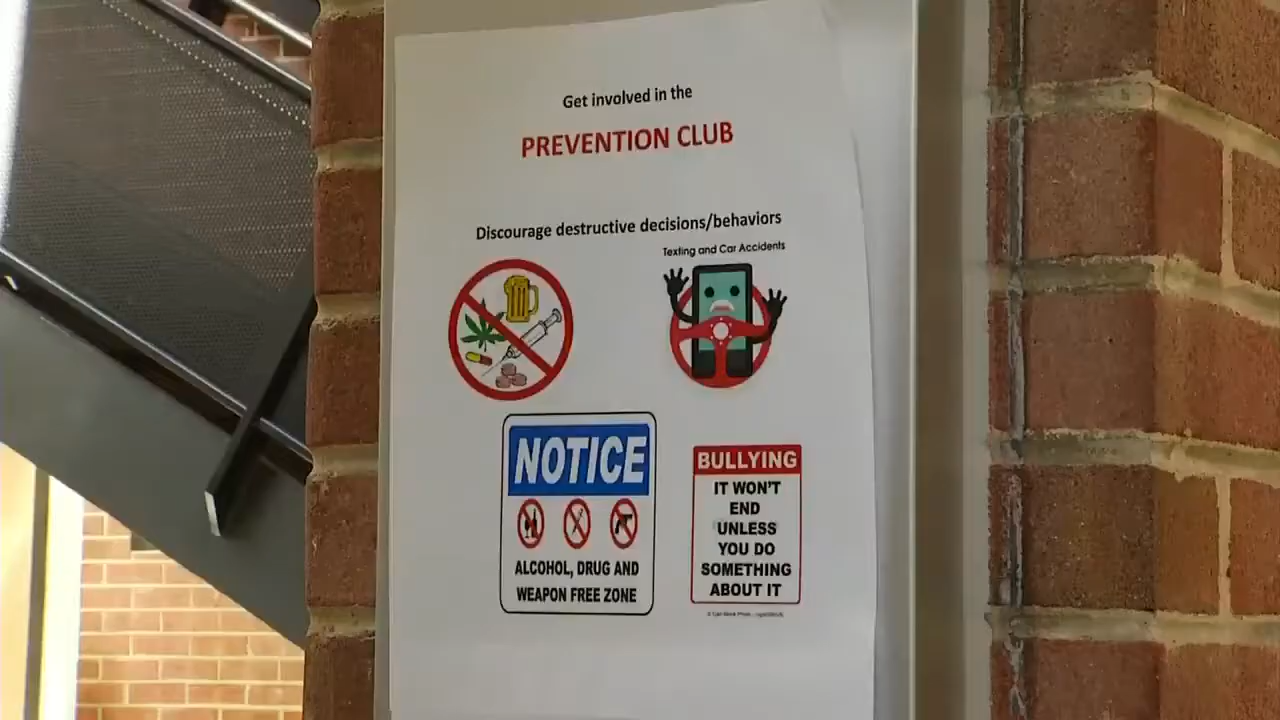 Get involved in the
PREVENTION CLUB
Discourage destructive decisions/behaviors
Texting and Car Accidents
NOTICE
ALCOHOL, DRUG AND
WEAPON FREE ZONE
BULLYING
IT WON'T
END
UNLESS
YOU DO
SOMETHING
ABOUT IT